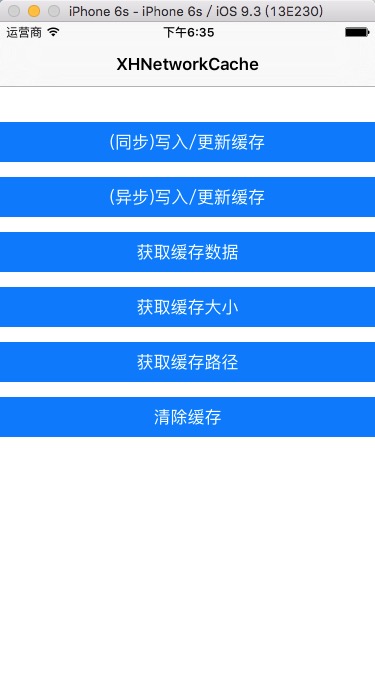 iPhone 6s - iPhone 6s / iOS 9.3 (13E230)
运营商 下午6:35
XHNetworkCache
(同步)写入/更新缓存
(异步)写入/更新缓存
获取缓存数据
获取缓存大小
获取缓存路径
清除缓存